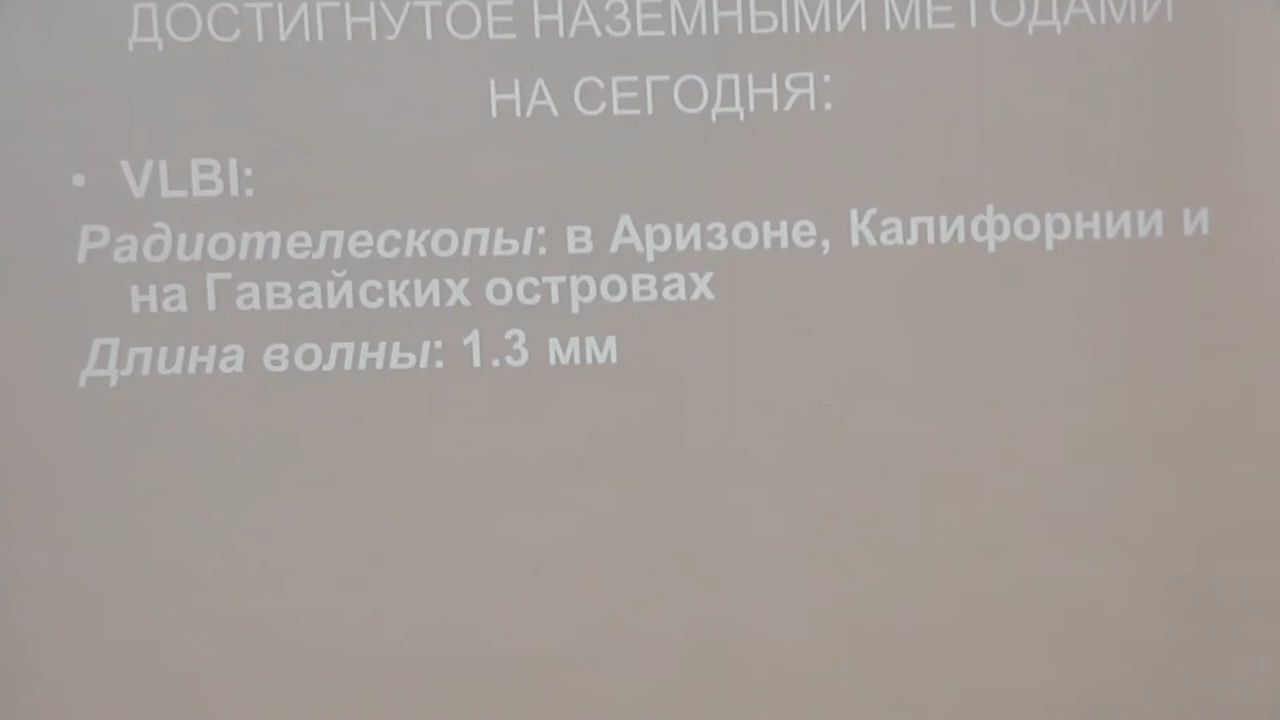 ДОСТИГНУТОЕ НАЗЕМНЫМИ МЕТОДАМИ
НА СЕГОДНЯ:
• VLBI:
Радиотелескопы: в Аризоне, Калифорнии и
на Гавайских островах
Длина волны: 1.3 мм